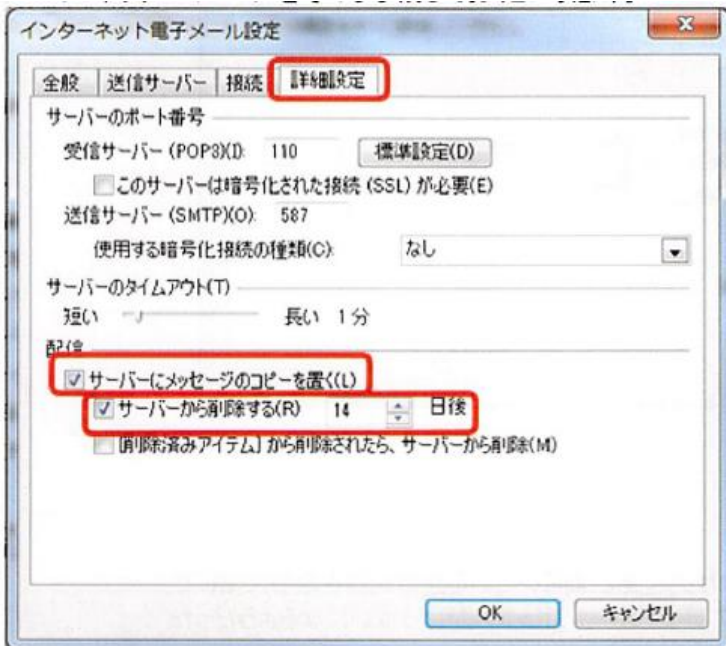 インターネット電子メール設定
全般 送信サーバー 接続 詳細設定
サーバーのポート番号
受信サーバー (POP3)(I): 110 標準設定(D)
このサーバーは暗号化された接続 (SSL) が必要(E)
送信サーバー (SMTP)(O): 587
使用する暗号化接続の種類(C): なし
サーバーのタイムアウト(T)
短い 長い 1分
配信
サーバーにメッセージのコピーを置く(L)
サーバーから削除する(R) 14 日後
[削除済みアイテム] から削除されたら、サーバーから削除(M)
OK キャンセル